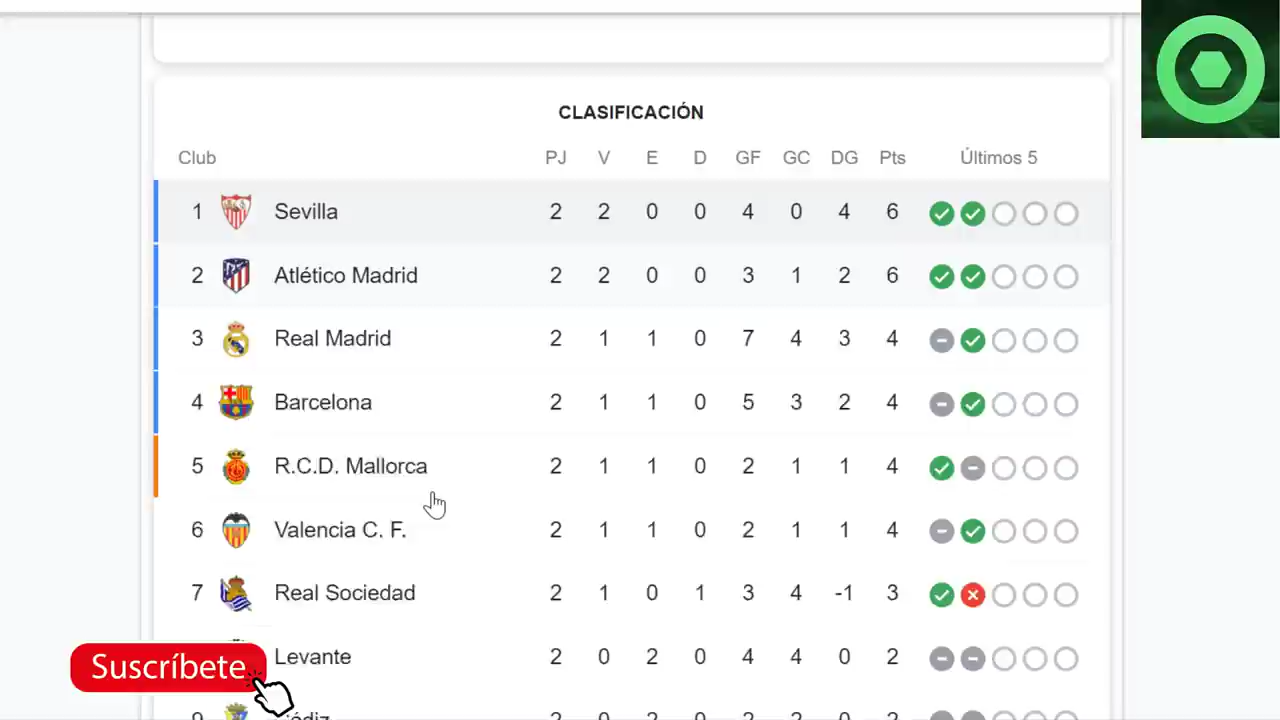 CLASIFICACIÓN
Club PJ V E D GF GC DG Pts Últimos 5
1 Sevilla 2 2 0 0 4 0 4 6
2 Atlético Madrid 2 2 0 0 3 1 2 6
3 Real Madrid 2 1 1 0 7 4 3 4
4 Barcelona 2 1 1 0 5 3 2 4
5 R.C.D. Mallorca 2 1 1 0 2 1 1 4
6 Valencia C. F. 2 1 1 0 2 1 1 4
7 Real Sociedad 2 1 0 1 3 4 -1 3
Levante 2 0 2 0 4 4 0 2
Suscríbete